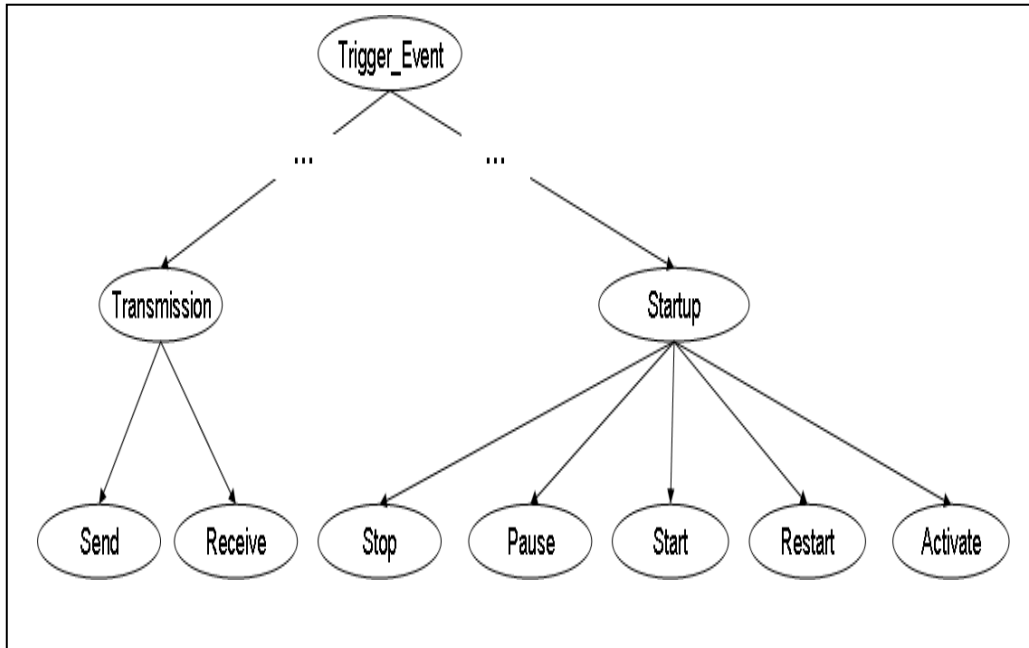 Trigger_Event
... ...
Transmission Startup
Send Receive Stop Pause Start Restart Activate